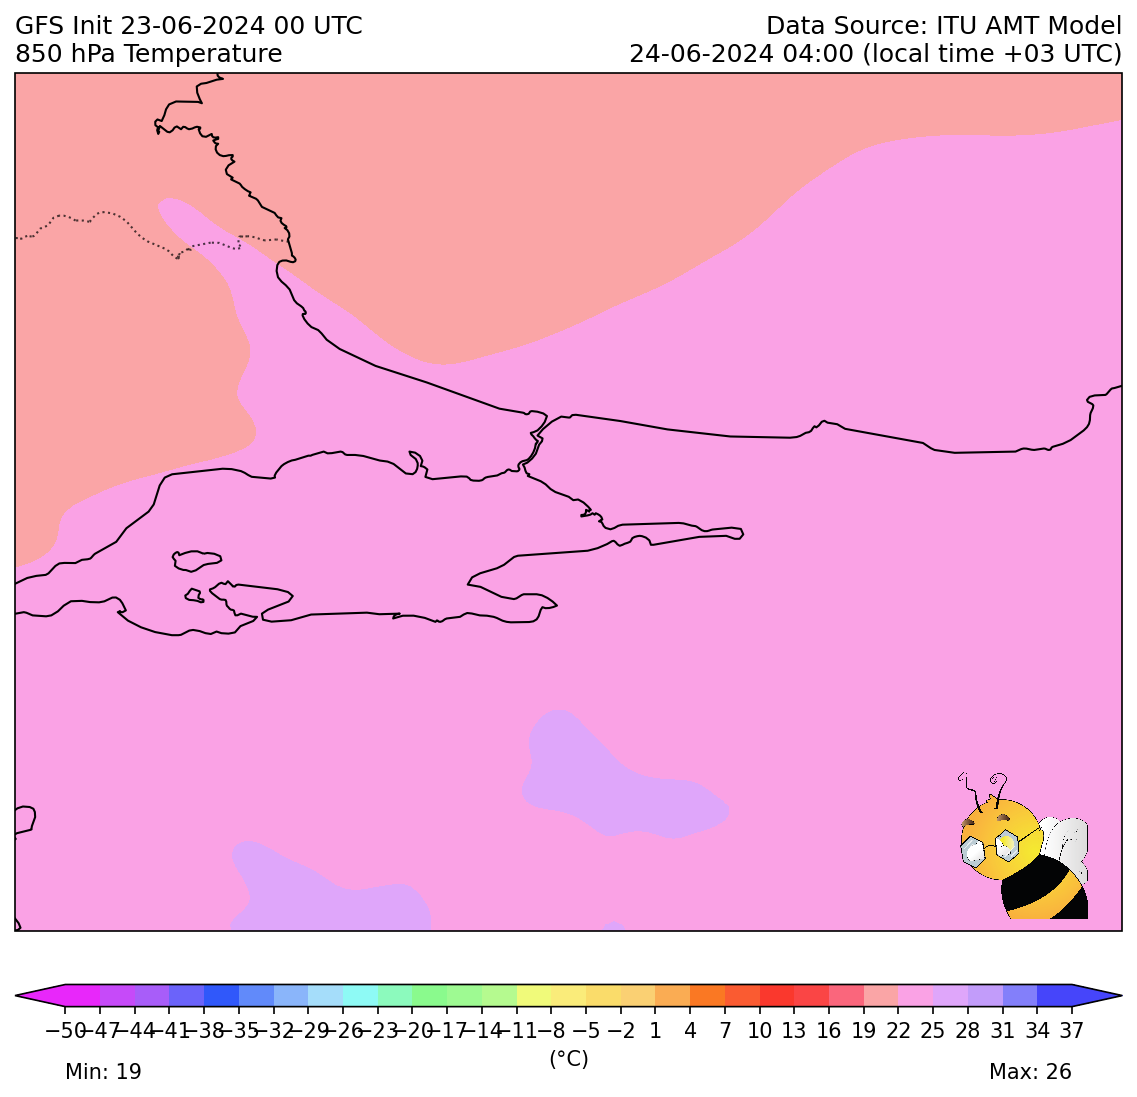 GFS Init 23-06-2024 00 UTC
Data Source: ITU AMT Model
850 hPa Temperature
24-06-2024 04:00 (local time +03 UTC)
−50 −47 −44 −41 −38 −35 −32 −29 −26 −23 −20 −17 −14 −11 −8 −5 −2 1 4 7 10 13 16 19 22 25 28 31 34 37
(°C)
Min: 19
Max: 26